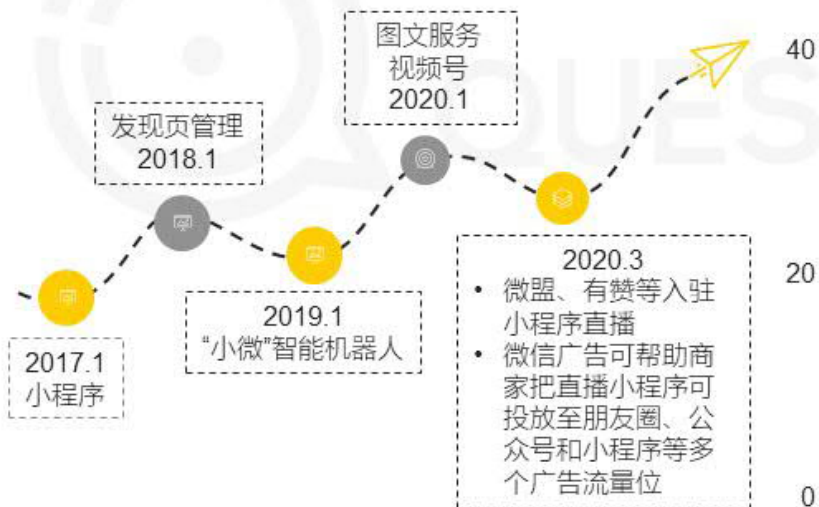 2017.1
小程序
发现页管理
2018.1
2019.1
“小微”智能机器人
图文服务
视频号
2020.1
2020.3
• 微盟、有赞等入驻
小程序直播
• 微信广告可帮助商
家把直播小程序可
投放至朋友圈、公
众号和小程序等多
个广告流量位
40
20
0
QUES